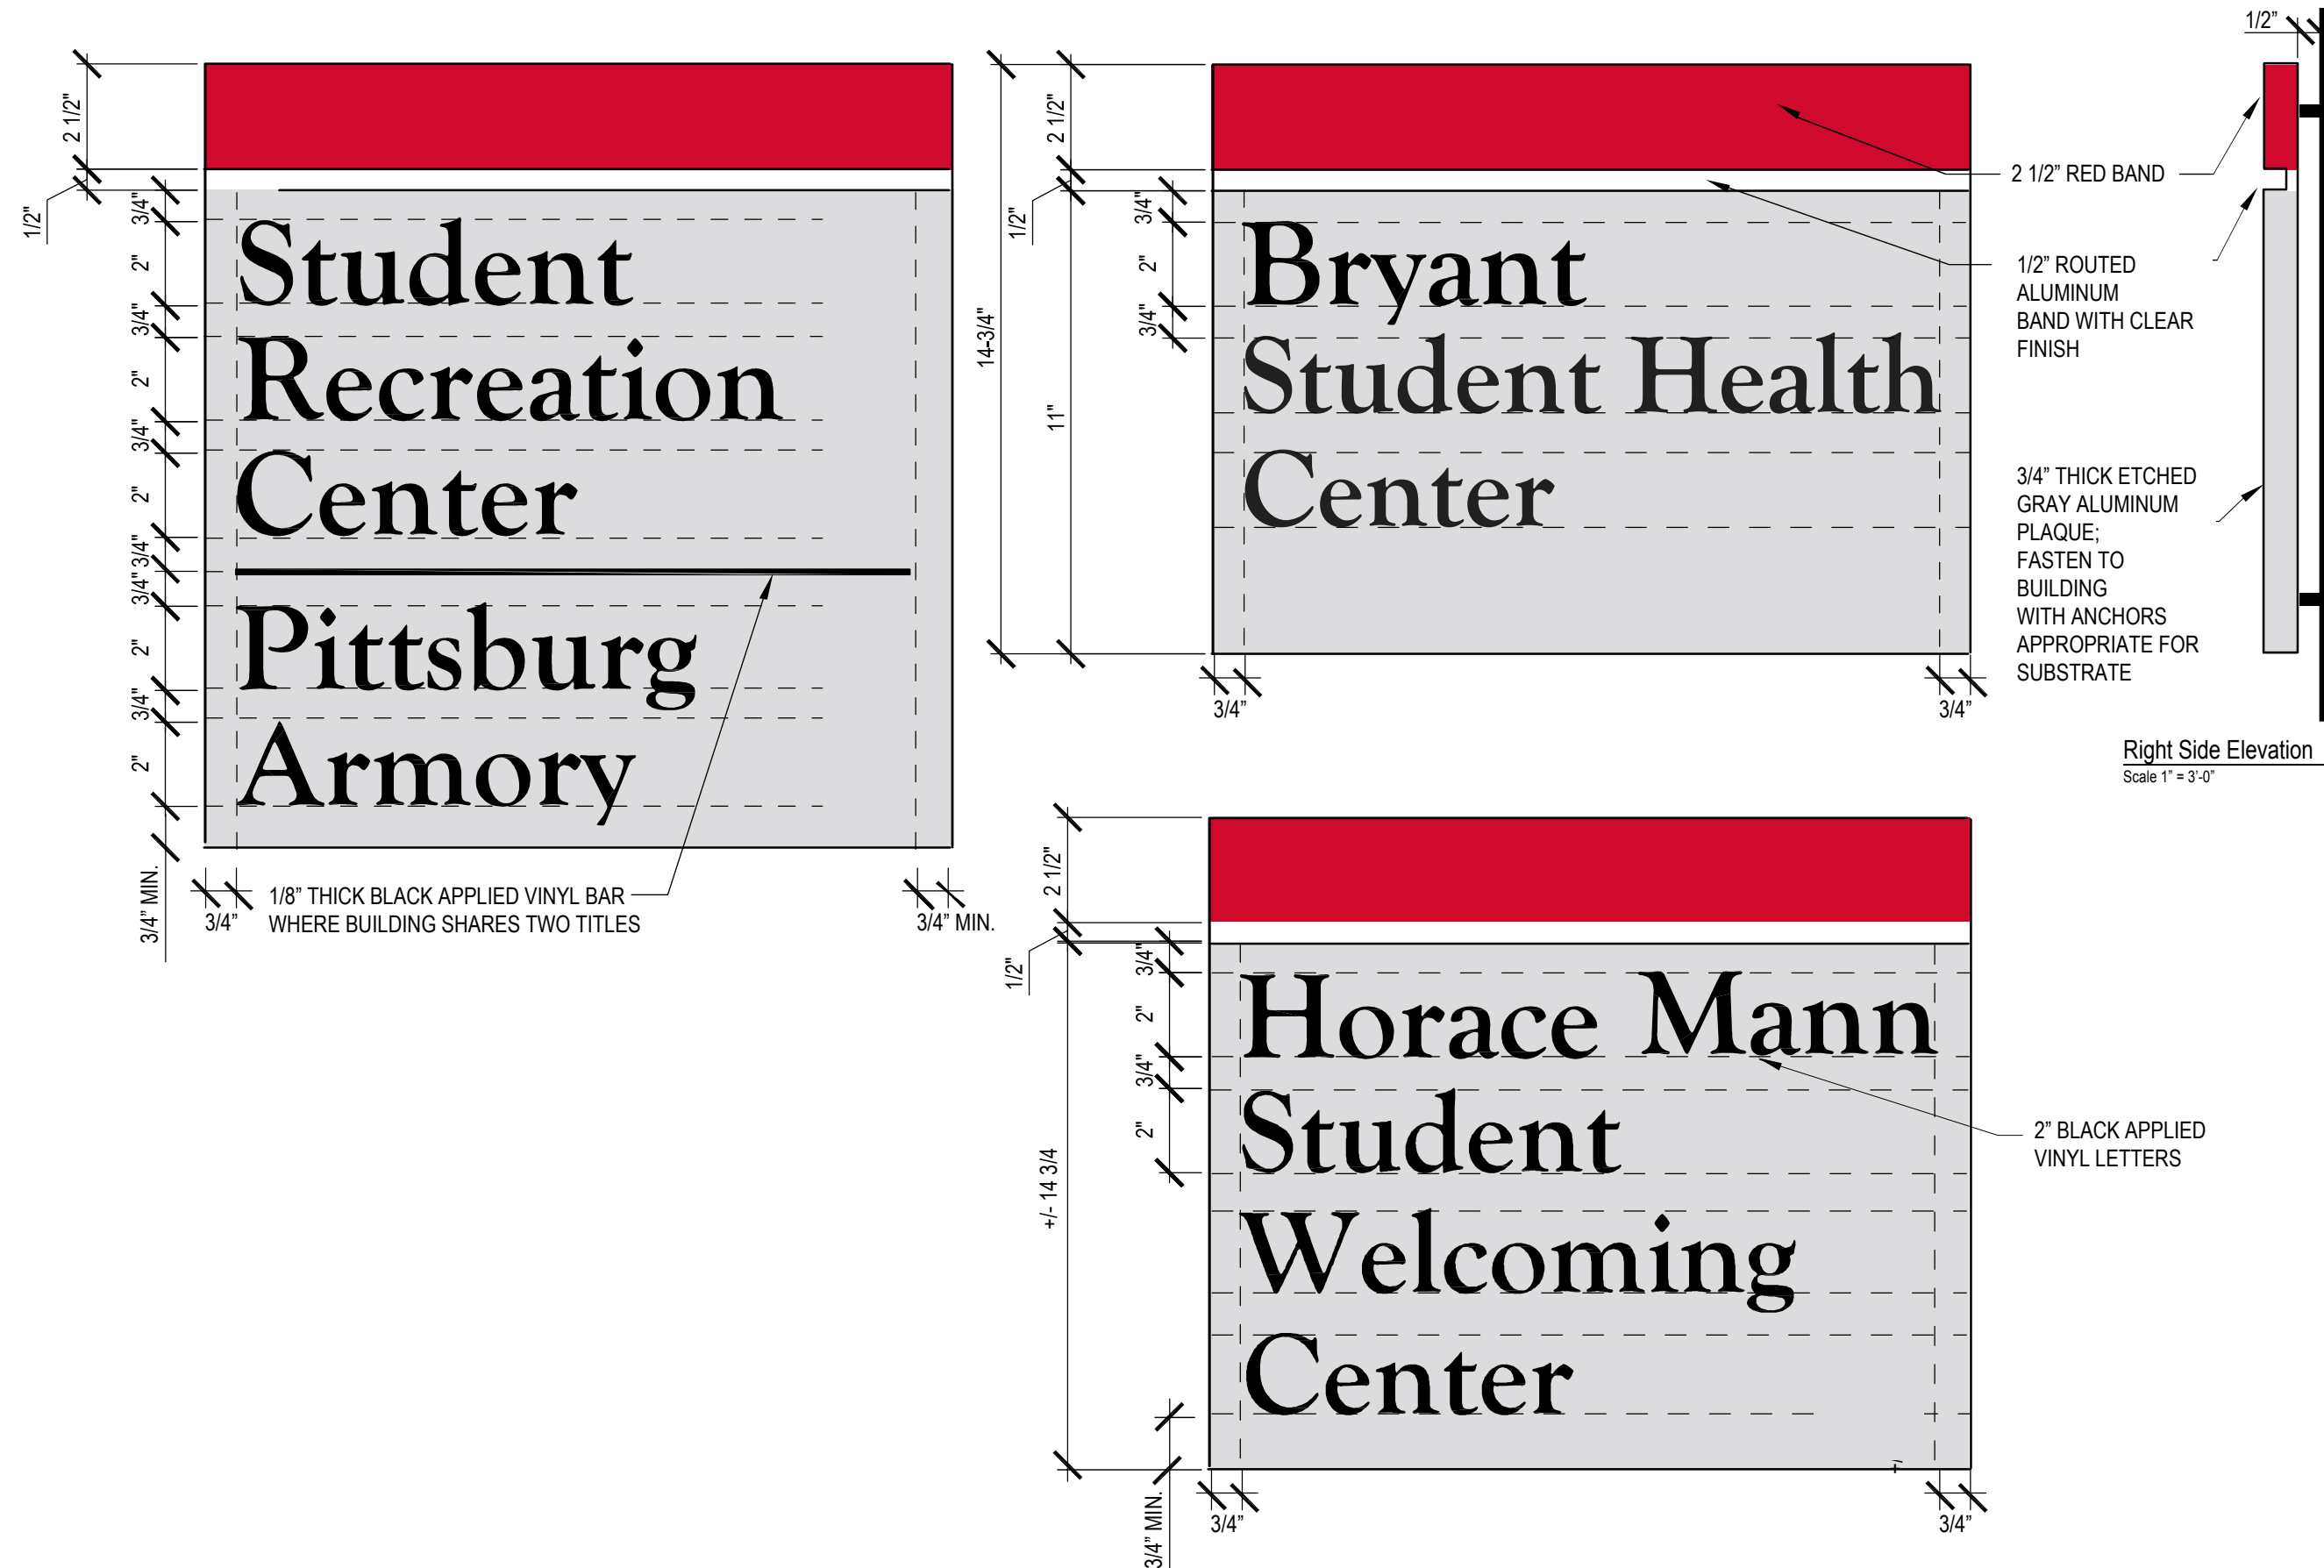 2 1/2"
1/2"
3/4"
2"
3/4"
2"
3/4"
2"
3/4"
3/4"
2"
3/4"
2"
3/4” MIN.
Student
Recreation
Center
Pittsburg
Armory
3/4”
3/4” MIN.
1/8” THICK BLACK APPLIED VINYL BAR
WHERE BUILDING SHARES TWO TITLES
14-3/4"
2 1/2"
1/2"
11"
3/4"
2"
3/4"
Bryant
Student Health
Center
3/4”
3/4”
2 1/2” RED BAND
1/2” ROUTED
ALUMINUM
BAND WITH CLEAR
FINISH
3/4” THICK ETCHED
GRAY ALUMINUM
PLAQUE;
FASTEN TO
BUILDING
WITH ANCHORS
APPROPRIATE FOR
SUBSTRATE
1/2”
Right Side Elevation
Scale 1” = 3’-0”
2 1/2"
1/2"
+/- 14 3/4
3/4"
2"
3/4"
2"
3/4” MIN.
Horace Mann
Student
Welcoming
Center
3/4”
3/4”
2” BLACK APPLIED
VINYL LETTERS